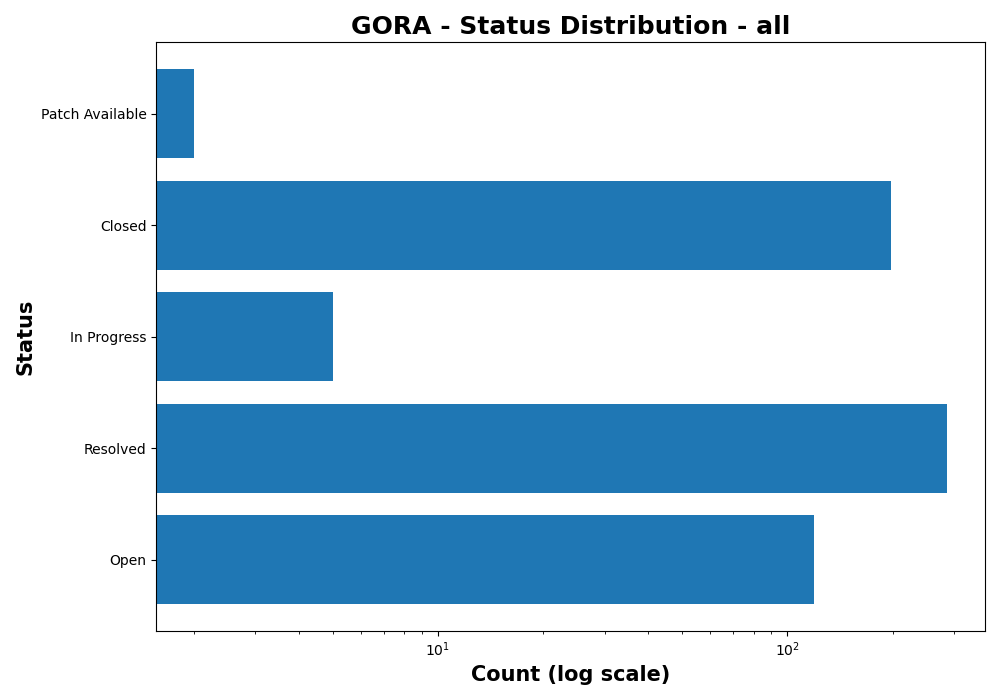 GORA - Status Distribution - all
Patch Available
Closed
In Progress
Resolved
Open
Status
10¹
10²
Count (log scale)